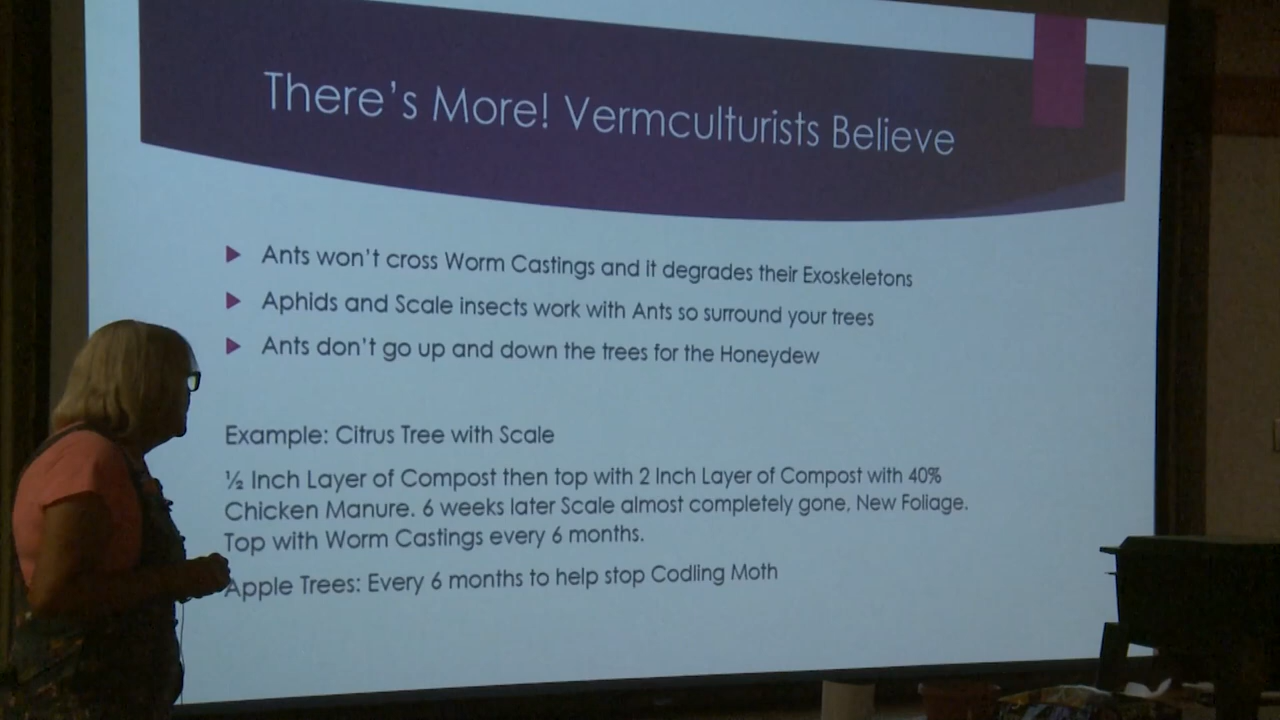 There's More! Vermculturists Believe
Ants won't cross Worm Castings and it degrades their Exoskeletons
Aphids and Scale insects work with Ants so surround your trees
Ants don't go up and down the trees for the Honeydew
Example: Citrus Tree with Scale
½ Inch Layer of Compost then top with 2 Inch Layer of Compost with 40%
Chicken Manure. 6 weeks later Scale almost completely gone, New Foliage.
Top with Worm Castings every 6 months.
Apple Trees: Every 6 months to help stop Codling Moth